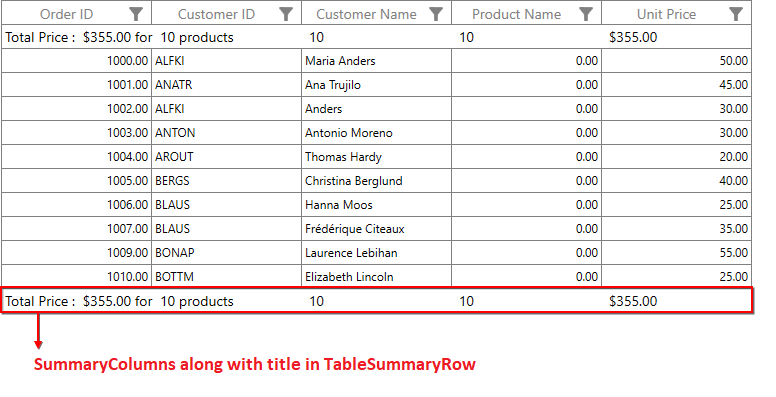 Order ID Customer ID Customer Name Product Name Unit Price
Total Price : $355.00 for 10 products 10 10 $355.00
1000.00 ALFKI Maria Anders 0.00 50.00
1001.00 ANATR Ana Trujilo 0.00 45.00
1002.00 ALFKI Anders 0.00 30.00
1003.00 ANTON Antonio Moreno 0.00 30.00
1004.00 AROUT Thomas Hardy 0.00 20.00
1005.00 BERGS Christina Berglund 0.00 40.00
1006.00 BLAUS Hanna Moos 0.00 25.00
1007.00 BLAUS Frédérique Citeaux 0.00 35.00
1009.00 BONAP Laurence Lebihan 0.00 55.00
1010.00 BOTTM Elizabeth Lincoln 0.00 25.00
Total Price : $355.00 for 10 products 10 10 $355.00
SummaryColumns along with title in TableSummaryRow